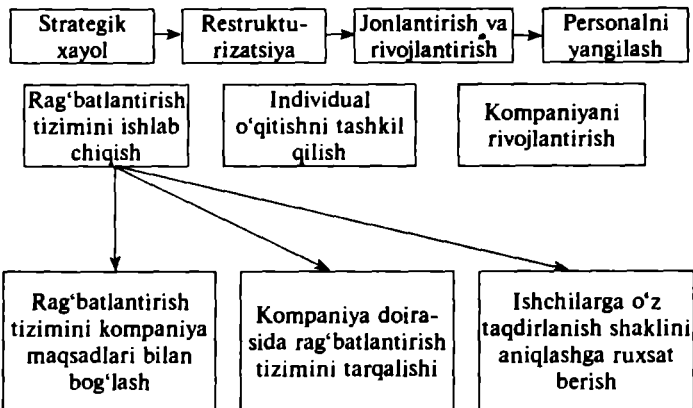 Strategik
xayol
Restruktu-
rizatsiya
Jonlantirish va
rivojlantirish
Personalni
yangilash
Rag‘batlantirish
tizimini ishlab
chiqish
Individual
o‘qitishni tashkil
qilish
Kompaniyani
rivojlantirish
Rag‘batlantirish
tizimini kompaniya
maqsadlari bilan
bog‘lash
Kompaniya doira-
sida rag‘batlantirish
tizimini tarqalishi
Ishchilarga o‘z
taqdirlanish shaklini
aniqlashga ruxsat
berish